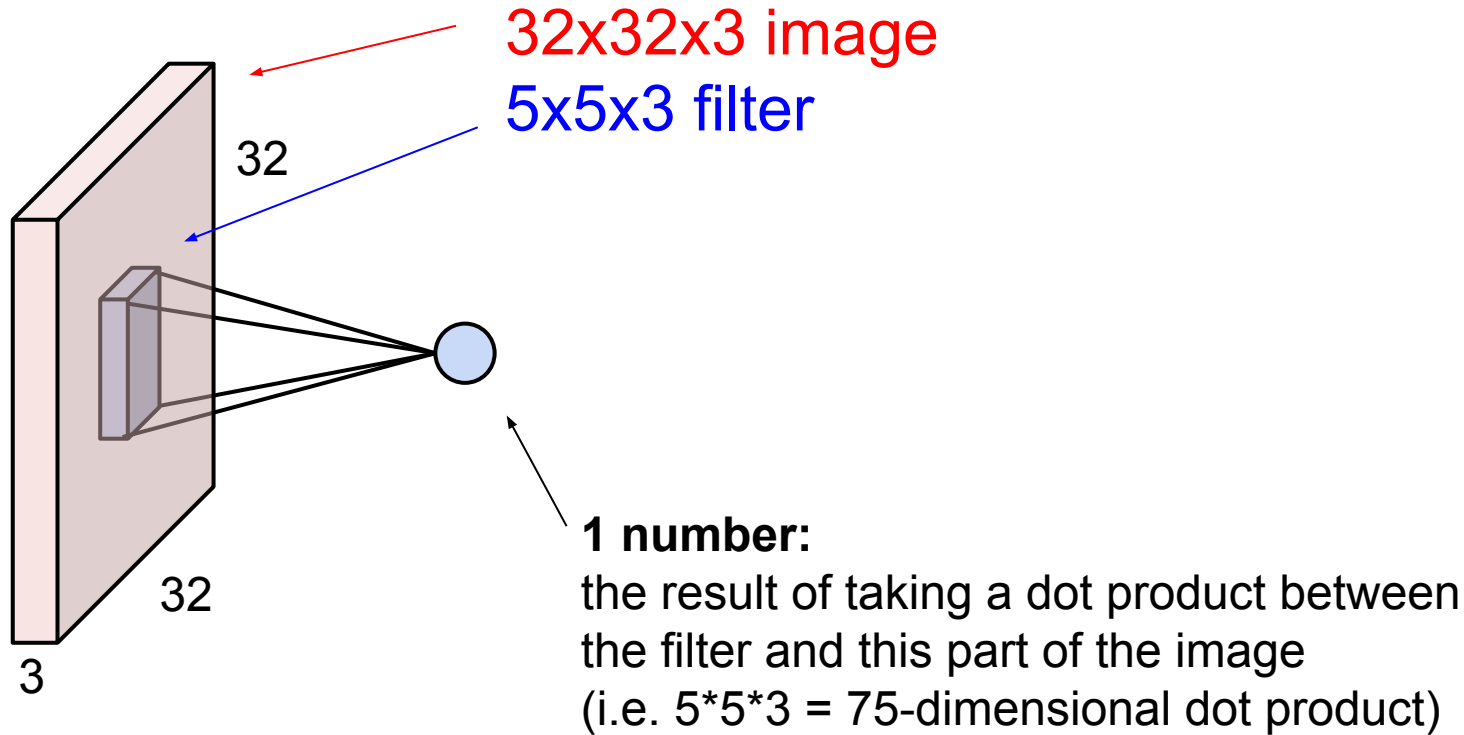 32x32x3 image
5x5x3 filter
32
32
3
1 number:
the result of taking a dot product between
the filter and this part of the image
(i.e. 5*5*3 = 75-dimensional dot product)